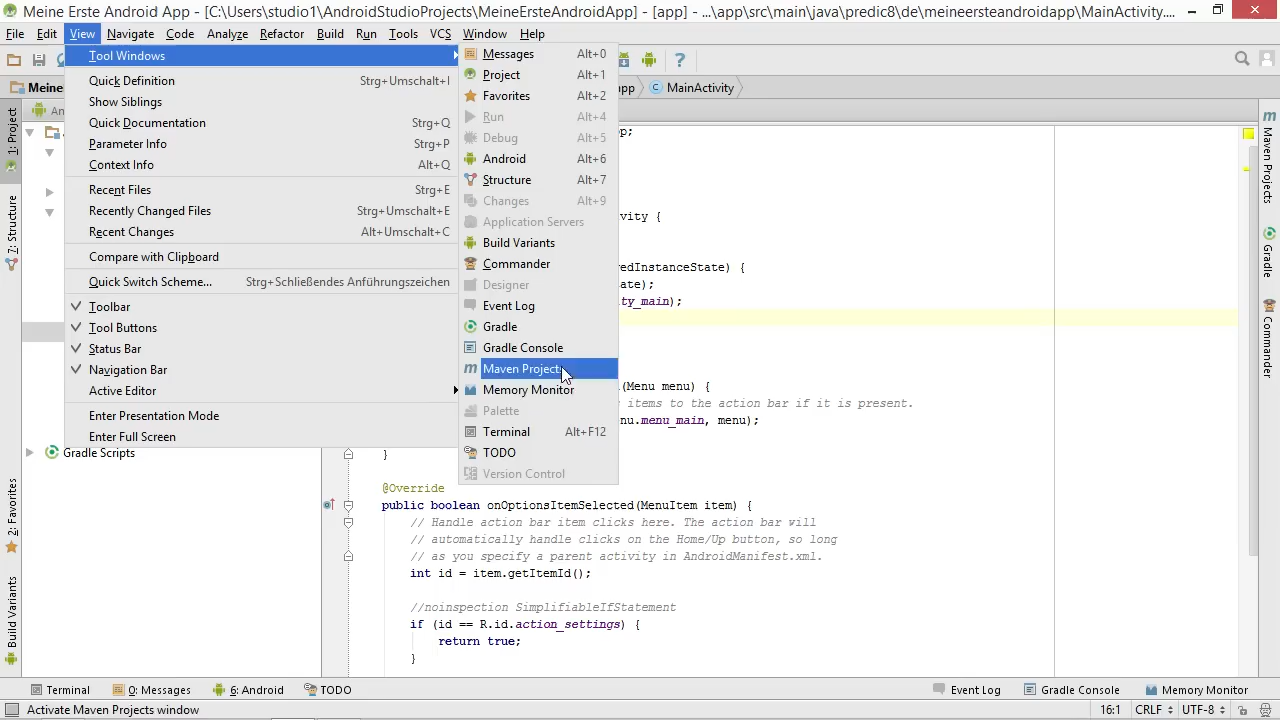 Meine Erste Android App - [C:\Users\studio1\AndroidStudioProjects\MeineErsteAndroidApp] - [app] - ...\app\src\main\java\predic8\de\meineersteandroidapp\MainActivity....
File Edit View Navigate Code Analyze Refactor Build Run Tools VCS Window Help
Meine
pp
MainActivity
Tool Windows
Quick Definition Strg+Umschalt+I
Show Siblings
Quick Documentation Strg+Q
Parameter Info Strg+P
Context Info Alt+Q
Recent Files Strg+E
Recently Changed Files Strg+Umschalt+E
Recent Changes Alt+Umschalt+C
Compare with Clipboard
Quick Switch Scheme... Strg+Schließendes Anführungszeichen
Toolbar
Tool Buttons
Status Bar
Navigation Bar
Active Editor
Enter Presentation Mode
Enter Full Screen
Messages Alt+0
Project Alt+1
Favorites Alt+2
Run Alt+4
Debug Alt+5
Android Alt+6
Structure Alt+7
Changes Alt+9
Application Servers
Build Variants
Commander
Designer
Event Log
Gradle
Gradle Console
Maven Projects
Memory Monitor
Palette
Terminal Alt+F12
TODO
Version Control
1: Project
7: Structure
2: Favorites
Build Variants
An
Gradle Scripts
p;
vity {
edInstanceState) {
ate);
ty_main);
(Menu menu) {
items to the action bar if it is present.
nu.menu_main, menu);
}
@Override
public boolean onOptionsItemSelected(MenuItem item) {
// Handle action bar item clicks here. The action bar will
// automatically handle clicks on the Home/Up button, so long
// as you specify a parent activity in AndroidManifest.xml.
int id = item.getItemId();
//noinspection SimplifiableIfStatement
if (id == R.id.action_settings) {
return true;
}
m
Maven Projects
Gradle
Commander
Terminal 0: Messages 6: Android TODO Event Log Gradle Console Memory Monitor
Activate Maven Projects window 16:1 CRLF UTF-8